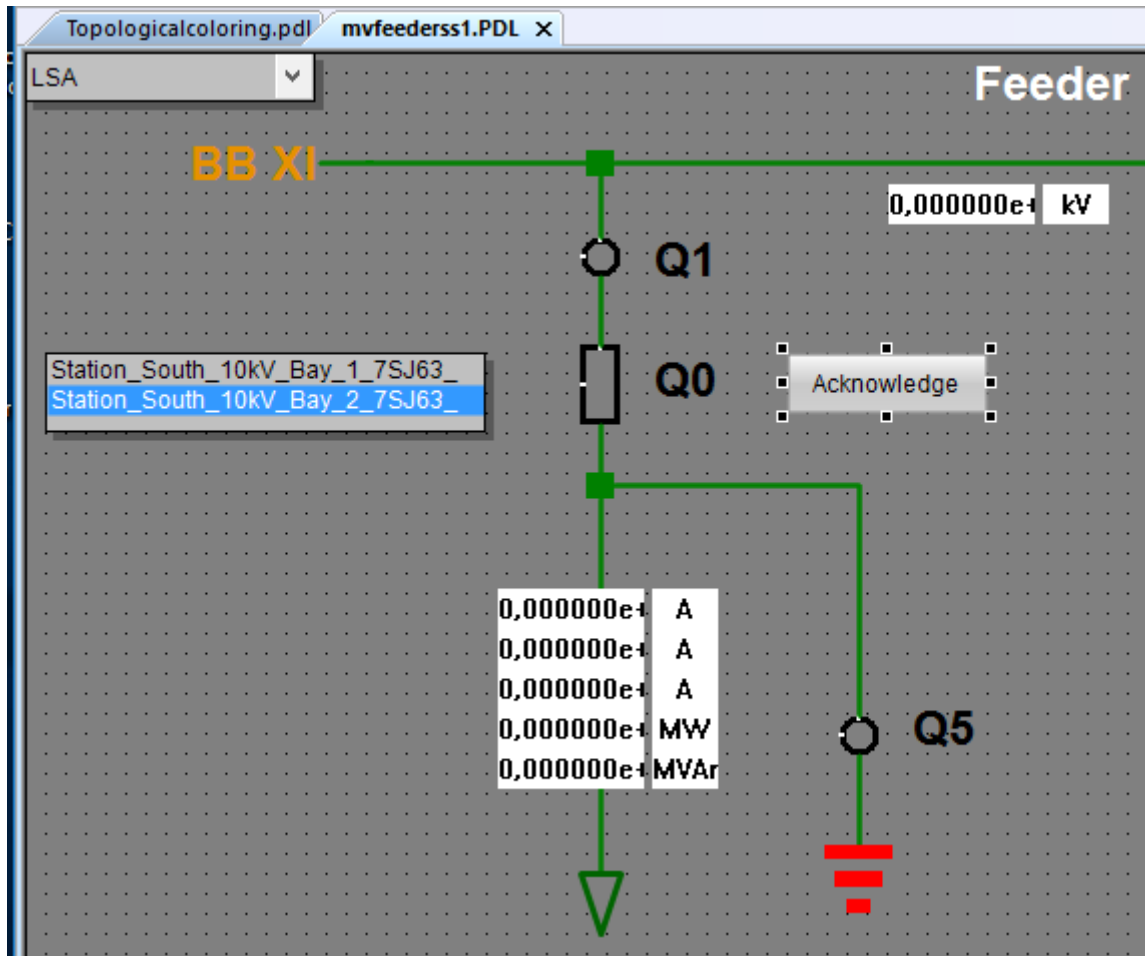 Topologicalcoloring.pdl mvfeederss1.PDL X
LSA
Feeder
BB XI
0,000000e+ kV
Q1
Station_South_10kV_Bay_1_7SJ63_
Station_South_10kV_Bay_2_7SJ63_
Q0
Acknowledge
0,000000e+ A
0,000000e+ A
0,000000e+ A
0,000000e+ MW
0,000000e+ MVAr
Q5